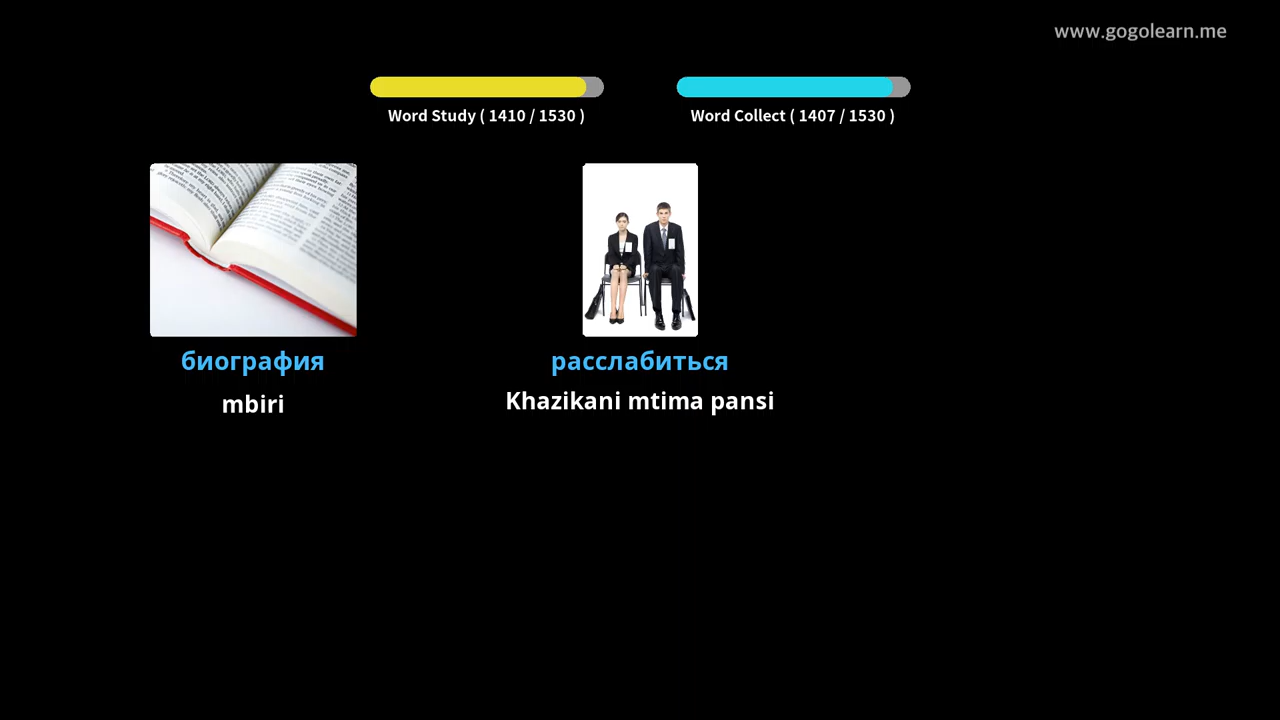 www.gogolearn.me
Word Study ( 1410 / 1530 )
Word Collect ( 1407 / 1530 )
биография
mbiri
расслабиться
Khazikani mtima pansi